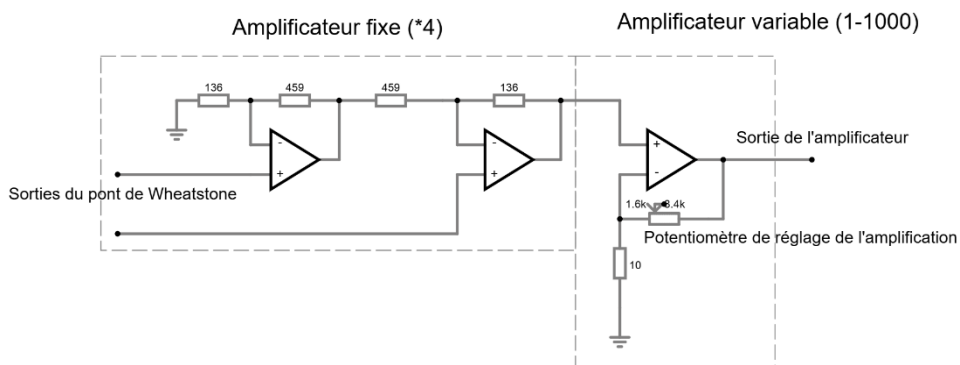 Amplificateur fixe (*4)
Amplificateur variable (1-1000)
136
459
459
136
-
+
-
+
+
-
Sorties du pont de Wheatstone
Sortie de l'amplificateur
1.6k
3.4k
Potentiomètre de réglage de l'amplification
10